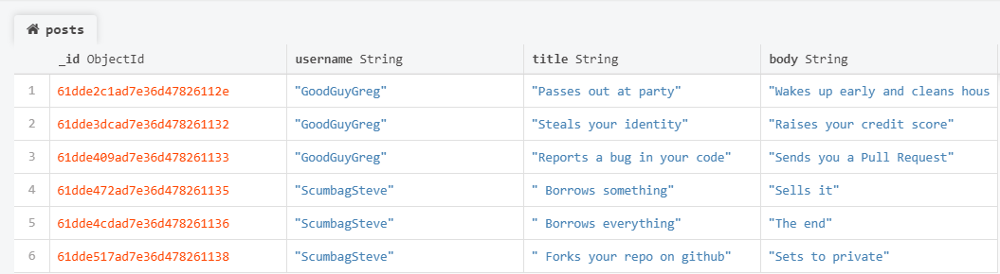 posts
_id ObjectId username String title String body String
1 61dde2c1ad7e36d47826112e "GoodGuyGreg" "Passes out at party" "Wakes up early and cleans hous
2 61dde3dcad7e36d478261132 "GoodGuyGreg" "Steals your identity" "Raises your credit score"
3 61dde409ad7e36d478261133 "GoodGuyGreg" "Reports a bug in your code" "Sends you a Pull Request"
4 61dde472ad7e36d478261135 "ScumbagSteve" " Borrows something" "Sells it"
5 61dde4cdad7e36d478261136 "ScumbagSteve" " Borrows everything" "The end"
6 61dde517ad7e36d478261138 "ScumbagSteve" " Forks your repo on github" "Sets to private"